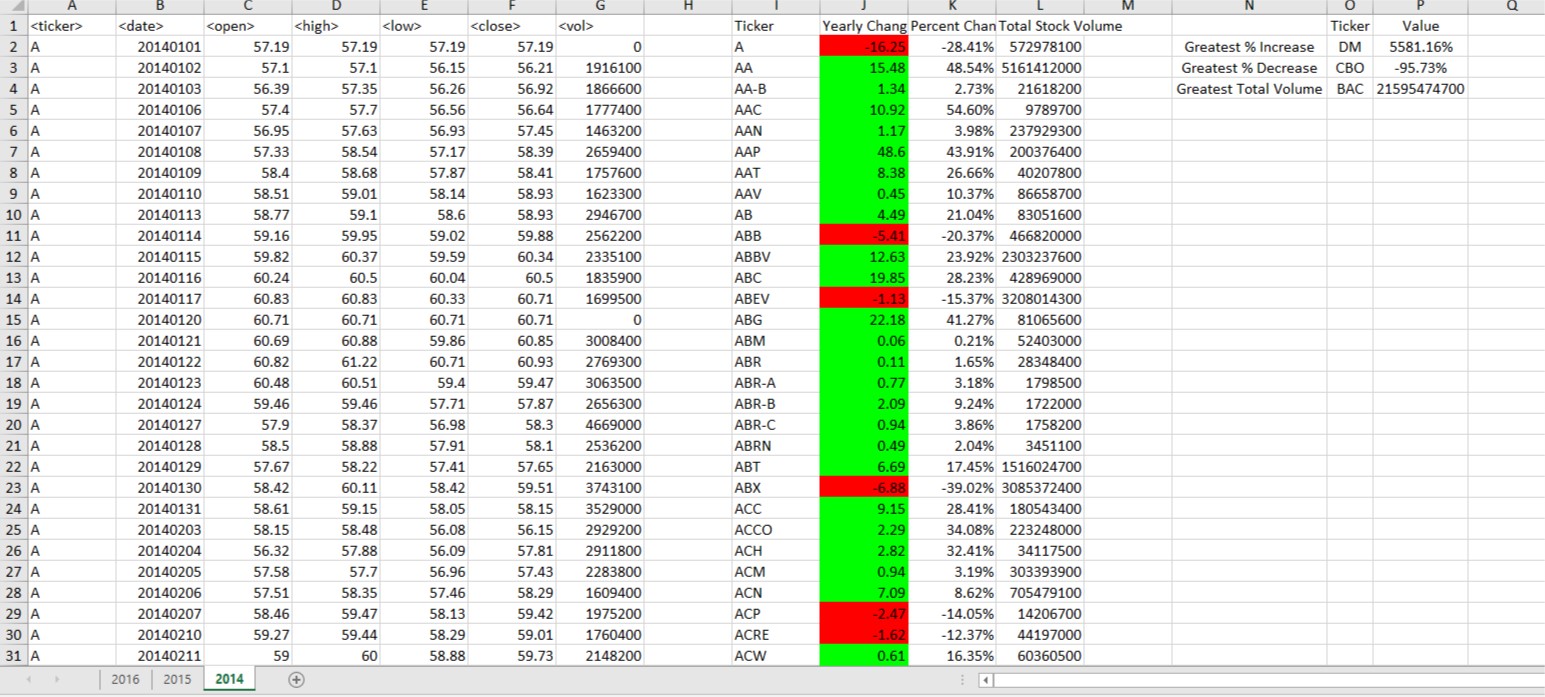 A B C D E F G H I J K L M N O P Q
1 <ticker> <date> <open> <high> <low> <close> <vol> Ticker Yearly Chang Percent Chan Total Stock Volume Ticker Value
2 A 20140101 57.19 57.19 57.19 57.19 0 A -16.25 -28.41% 572978100 Greatest % Increase DM 5581.16%
3 A 20140102 57.1 57.1 56.15 56.21 1916100 AA 15.48 48.54% 5161412000 Greatest % Decrease CBO -95.73%
4 A 20140103 56.39 57.35 56.26 56.92 1866600 AA-B 1.34 2.73% 21618200 Greatest Total Volume BAC 21595474700
5 A 20140106 57.4 57.7 56.56 56.64 1777400 AAC 10.92 54.60% 9789700
6 A 20140107 56.95 57.63 56.93 57.45 1463200 AAN 1.17 3.98% 237929300
7 A 20140108 57.33 58.54 57.17 58.39 2659400 AAP 48.6 43.91% 200376400
8 A 20140109 58.4 58.68 57.87 58.41 1757600 AAT 8.38 26.66% 40207800
9 A 20140110 58.51 59.01 58.14 58.93 1623300 AAV 0.45 10.37% 86658700
10 A 20140113 58.77 59.1 58.6 58.93 2946700 AB 4.49 21.04% 83051600
11 A 20140114 59.16 59.95 59.02 59.88 2562200 ABB -5.41 -20.37% 466820000
12 A 20140115 59.82 60.37 59.59 60.34 2335100 ABBV 12.63 23.92% 2303237600
13 A 20140116 60.24 60.5 60.04 60.5 1835900 ABC 19.85 28.23% 428969000
14 A 20140117 60.83 60.83 60.33 60.71 1699500 ABEV -1.13 -15.37% 3208014300
15 A 20140120 60.71 60.71 60.71 60.71 0 ABG 22.18 41.27% 81065600
16 A 20140121 60.69 60.88 59.86 60.85 3008400 ABM 0.06 0.21% 52403000
17 A 20140122 60.82 61.22 60.71 60.93 2769300 ABR 0.11 1.65% 28348400
18 A 20140123 60.48 60.51 59.4 59.47 3063500 ABR-A 0.77 3.18% 1798500
19 A 20140124 59.46 59.46 57.71 57.87 2656300 ABR-B 2.09 9.24% 1722000
20 A 20140127 57.9 58.37 56.98 58.3 4669000 ABR-C 0.94 3.86% 1758200
21 A 20140128 58.5 58.88 57.91 58.1 2536200 ABRN 0.49 2.04% 3451100
22 A 20140129 57.67 58.22 57.41 57.65 2163000 ABT 6.69 17.45% 1516024700
23 A 20140130 58.42 60.11 58.42 59.51 3743100 ABX -6.88 -39.02% 3085372400
24 A 20140131 58.61 59.15 58.05 58.15 3529000 ACC 9.15 28.41% 180543400
25 A 20140203 58.15 58.48 56.08 56.15 2929200 ACCO 2.29 34.08% 223248000
26 A 20140204 56.32 57.88 56.09 57.81 2911800 ACH 2.82 32.41% 34117500
27 A 20140205 57.58 57.7 56.96 57.43 2283800 ACM 0.94 3.19% 303393900
28 A 20140206 57.51 58.35 57.46 58.29 1609400 ACN 7.09 8.62% 705479100
29 A 20140207 58.46 59.47 58.13 59.42 1975200 ACP -2.47 -14.05% 14206700
30 A 20140210 59.27 59.44 58.29 59.01 1760400 ACRE -1.62 -12.37% 44197000
31 A 20140211 59 60 58.88 59.73 2148200 ACW 0.61 16.35% 60360500
2016 2015 2014